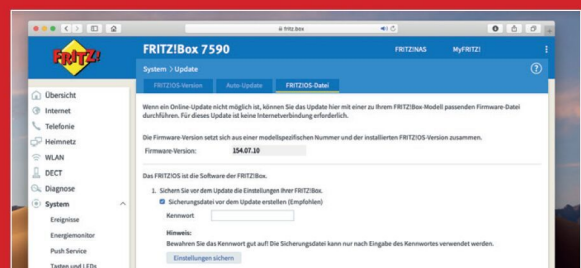 fritz.box
FRITZ!
FRITZ!Box 7590
FRITZ!NAS
MyFRITZ!
System > Update
FRITZ!OS-Version
Auto-Update
FRITZ!OS-Datei
Übersicht
Internet
Telefonie
Heimnetz
WLAN
DECT
Diagnose
System
Ereignisse
Energiemonitor
Push Service
Tasten und LEDs
Wenn ein Online-Update nicht möglich ist, können Sie das Update hier mit einer zu Ihrem FRITZ!Box-Modell passenden Firmware-Datei
durchführen. Für dieses Update ist keine Internetverbindung erforderlich.
Die Firmware-Version setzt sich aus einer modellspezifischen Nummer und der installierten FRITZ!OS-Version zusammen.
Firmware-Version: 154.07.10
Das FRITZ!OS ist die Software der FRITZ!Box.
1. Sichern Sie vor dem Update die Einstellungen Ihrer FRITZ!Box.
Sicherungsdatei vor dem Update erstellen (Empfohlen)
Kennwort
Hinweis:
Bewahren Sie das Kennwort gut auf! Die Sicherungsdatei kann nur nach Eingabe des Kennwortes verwendet werden.
Einstellungen sichern